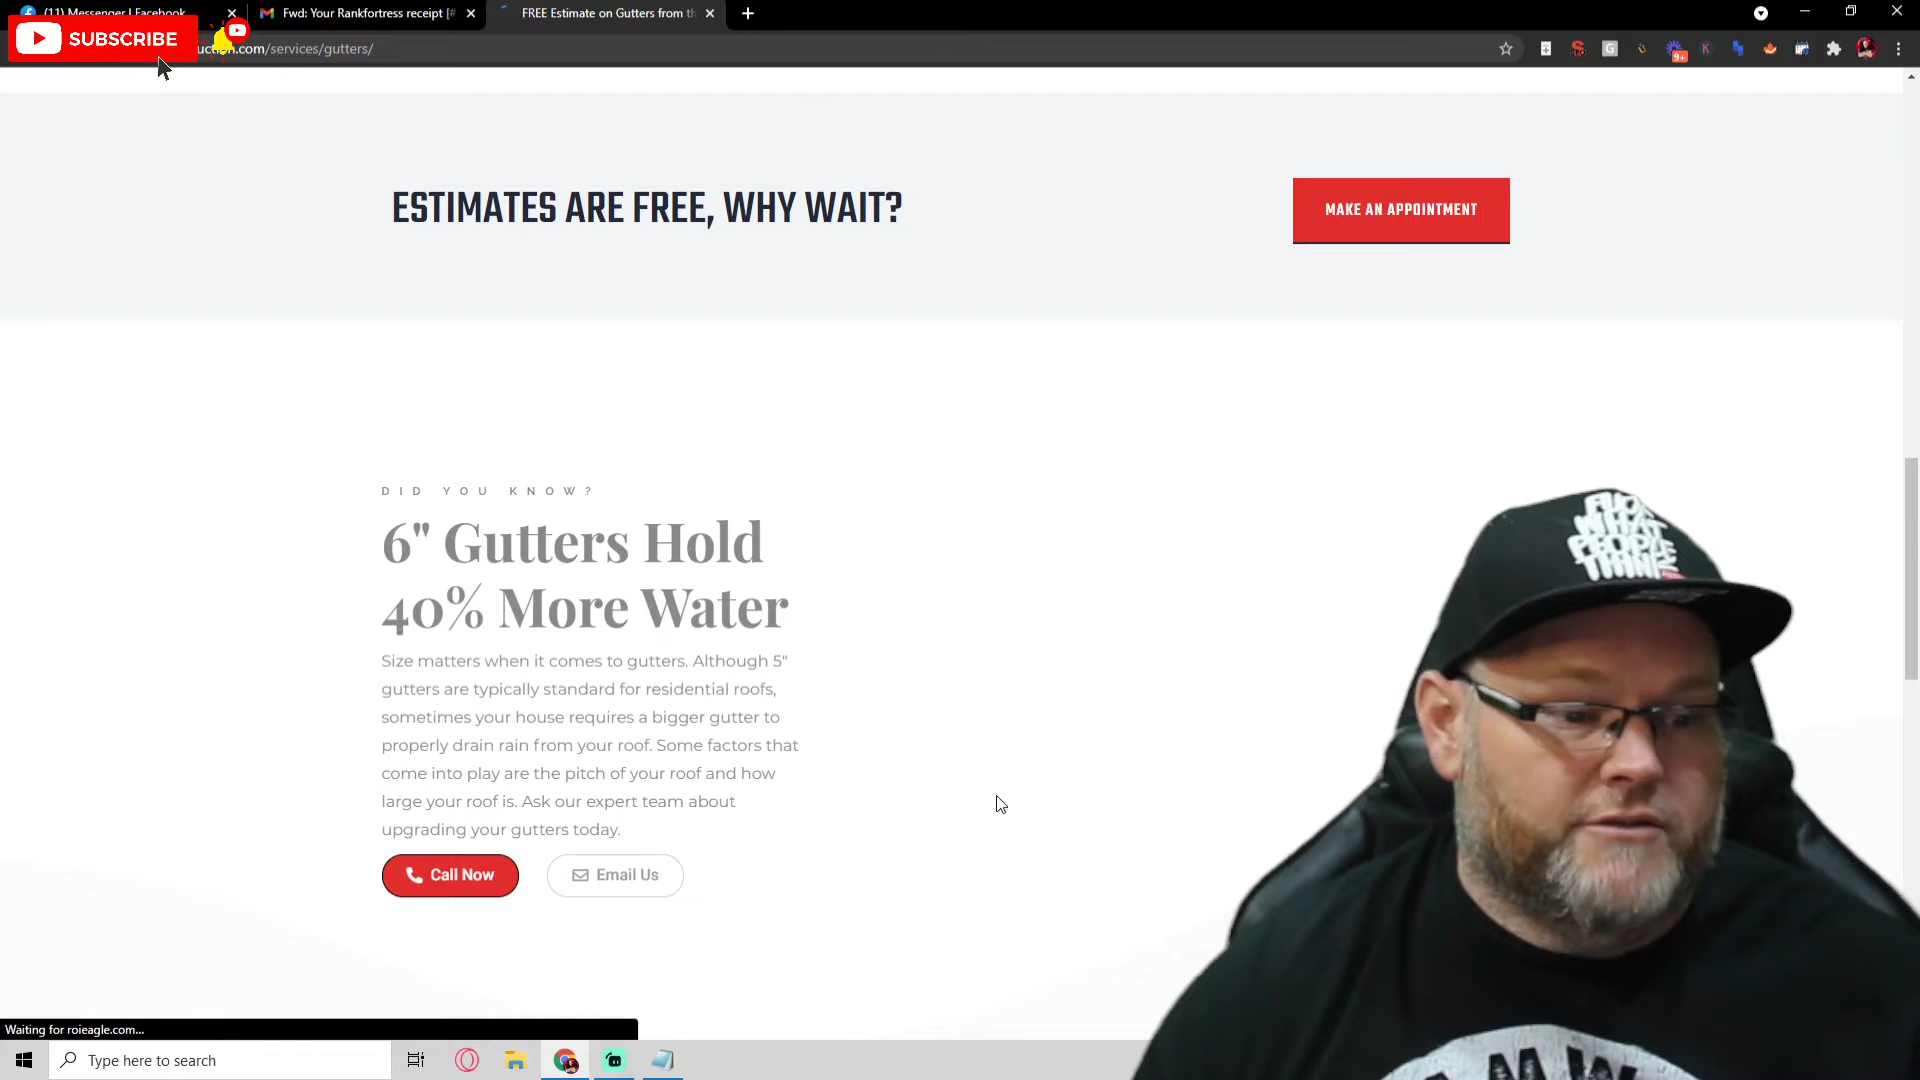 (11) Messenger | Facebook
Fwd: Your Rankfortress receipt [#
FREE Estimate on Gutters from th
SUBSCRIBE
uction.com/services/gutters/
9+
ESTIMATES ARE FREE, WHY WAIT?
MAKE AN APPOINTMENT
DID YOU KNOW?
6" Gutters Hold
40% More Water
Size matters when it comes to gutters. Although 5"
gutters are typically standard for residential roofs,
sometimes your house requires a bigger gutter to
properly drain rain from your roof. Some factors that
come into play are the pitch of your roof and how
large your roof is. Ask our expert team about
upgrading your gutters today.
Call Now
Email Us
WHAT
PEOPLE
THINK
Waiting for roieagle.com...
Type here to search